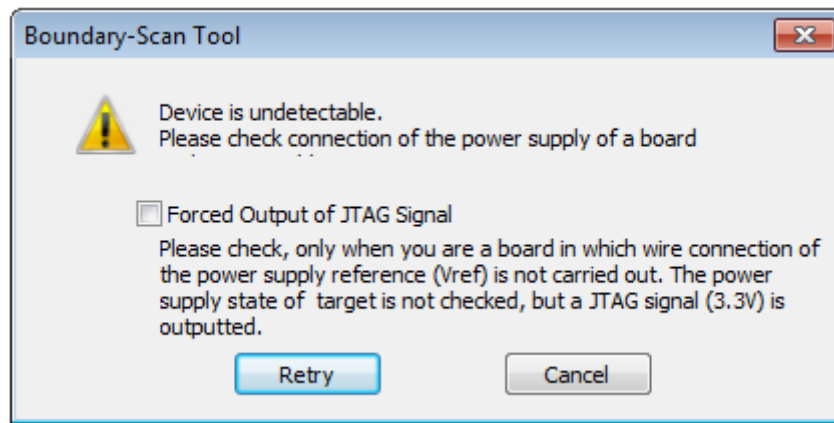 Boundary-Scan Tool
Device is undetectable.
Please check connection of the power supply of a board
Forced Output of JTAG Signal
Please check, only when you are a board in which wire connection of
the power supply reference (Vref) is not carried out. The power
supply state of target is not checked, but a JTAG signal (3.3V) is
outputted.
Retry
Cancel